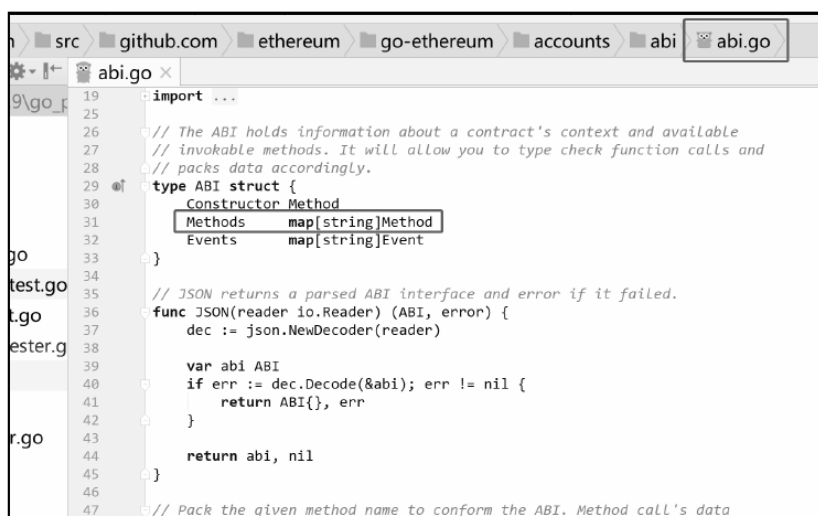 src github.com ethereum go-ethereum accounts abi abi.go
abi.go ×
19 import ...
25
26 // The ABI holds information about a contract's context and available
27 // invokable methods. It will allow you to type check function calls and
28 // packs data accordingly.
29 type ABI struct {
30 Constructor Method
31 Methods map[string]Method
32 Events map[string]Event
33 }
34
35 // JSON returns a parsed ABI interface and error if it failed.
36 func JSON(reader io.Reader) (ABI, error) {
37 dec := json.NewDecoder(reader)
38
39 var abi ABI
40 if err := dec.Decode(&abi); err != nil {
41 return ABI{}, err
42 }
43
44 return abi, nil
45 }
46
47 // Pack the given method name to conform the ABI. Method call's data
9\go_p
go
test.go
t.go
ester.g
r.go